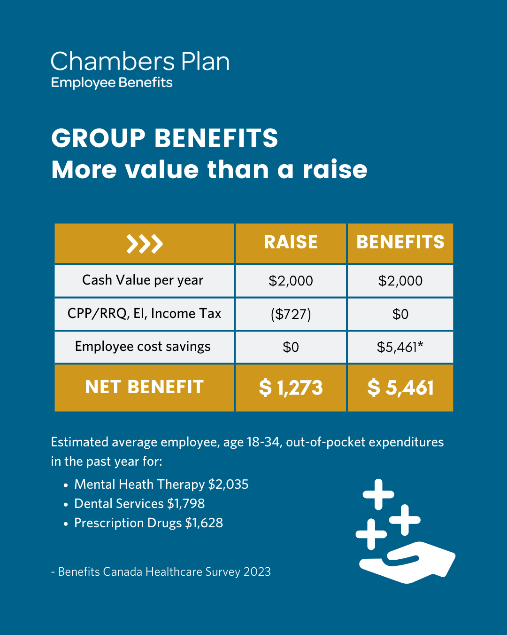 Chambers Plan
Employee Benefits
GROUP BENEFITS
More value than a raise
RAISE BENEFITS
Cash Value per year $2,000 $2,000
CPP/RRQ, EI, Income Tax ($727) $0
Employee cost savings $0 $5,461*
NET BENEFIT $ 1,273 $ 5,461
Estimated average employee, age 18-34, out-of-pocket expenditures
in the past year for:
• Mental Heath Therapy $2,035
• Dental Services $1,798
• Prescription Drugs $1,628
- Benefits Canada Healthcare Survey 2023